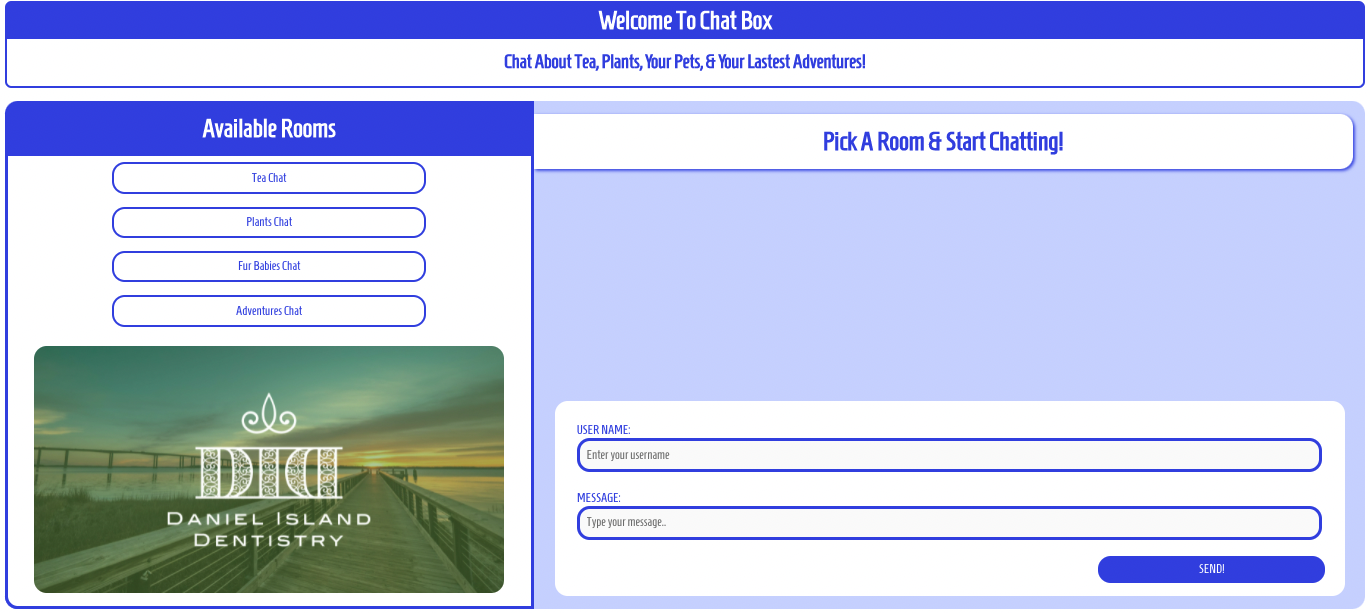 Welcome To Chat Box
Chat About Tea, Plants, Your Pets, & Your Lastest Adventures!
Available Rooms
Tea Chat
Plants Chat
Fur Babies Chat
Adventures Chat
DID
DANIEL ISLAND
DENTISTRY
Pick A Room & Start Chatting!
USER NAME:
Enter your username
MESSAGE:
Type your message..
SEND!